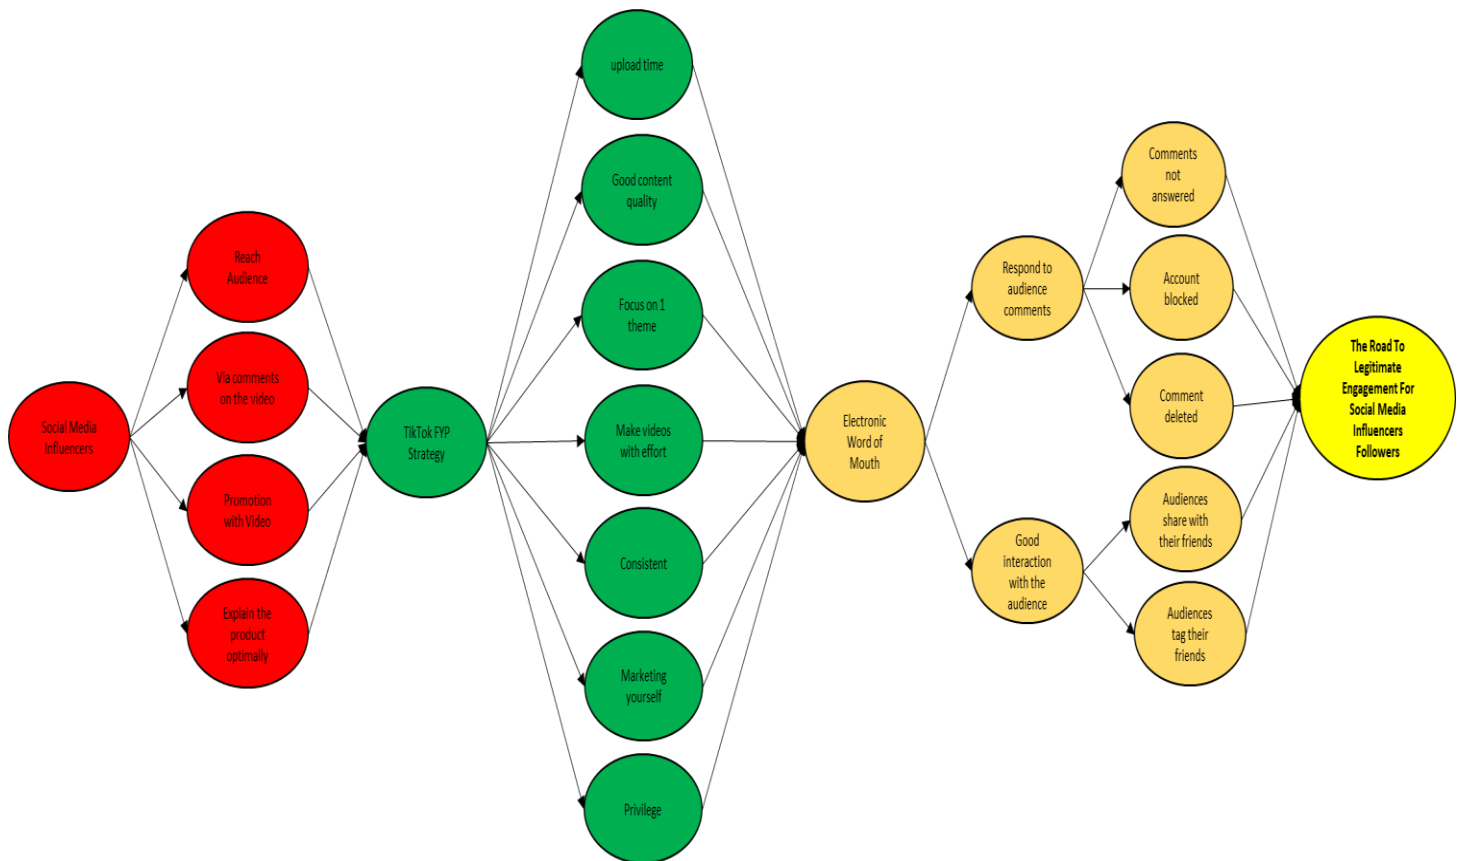 Social Media
Influencers
Reach
Audience
Via comments
on the video
Promotion
with Video
Explain the
product
optimally
TikTok FYP
Strategy
upload time
Good content
quality
Focus on 1
theme
Make videos
with effort
Consistent
Marketing
yourself
Privilege
Electronic
Word of
Mouth
Respond to
audience
comments
Good
interaction
with the
audience
Comments
not
answered
Account
blocked
Comment
deleted
Audiences
share with
their friends
Audiences
tag their
friends
The Road To
Legitimate
Engagement For
Social Media
Influencers
Followers